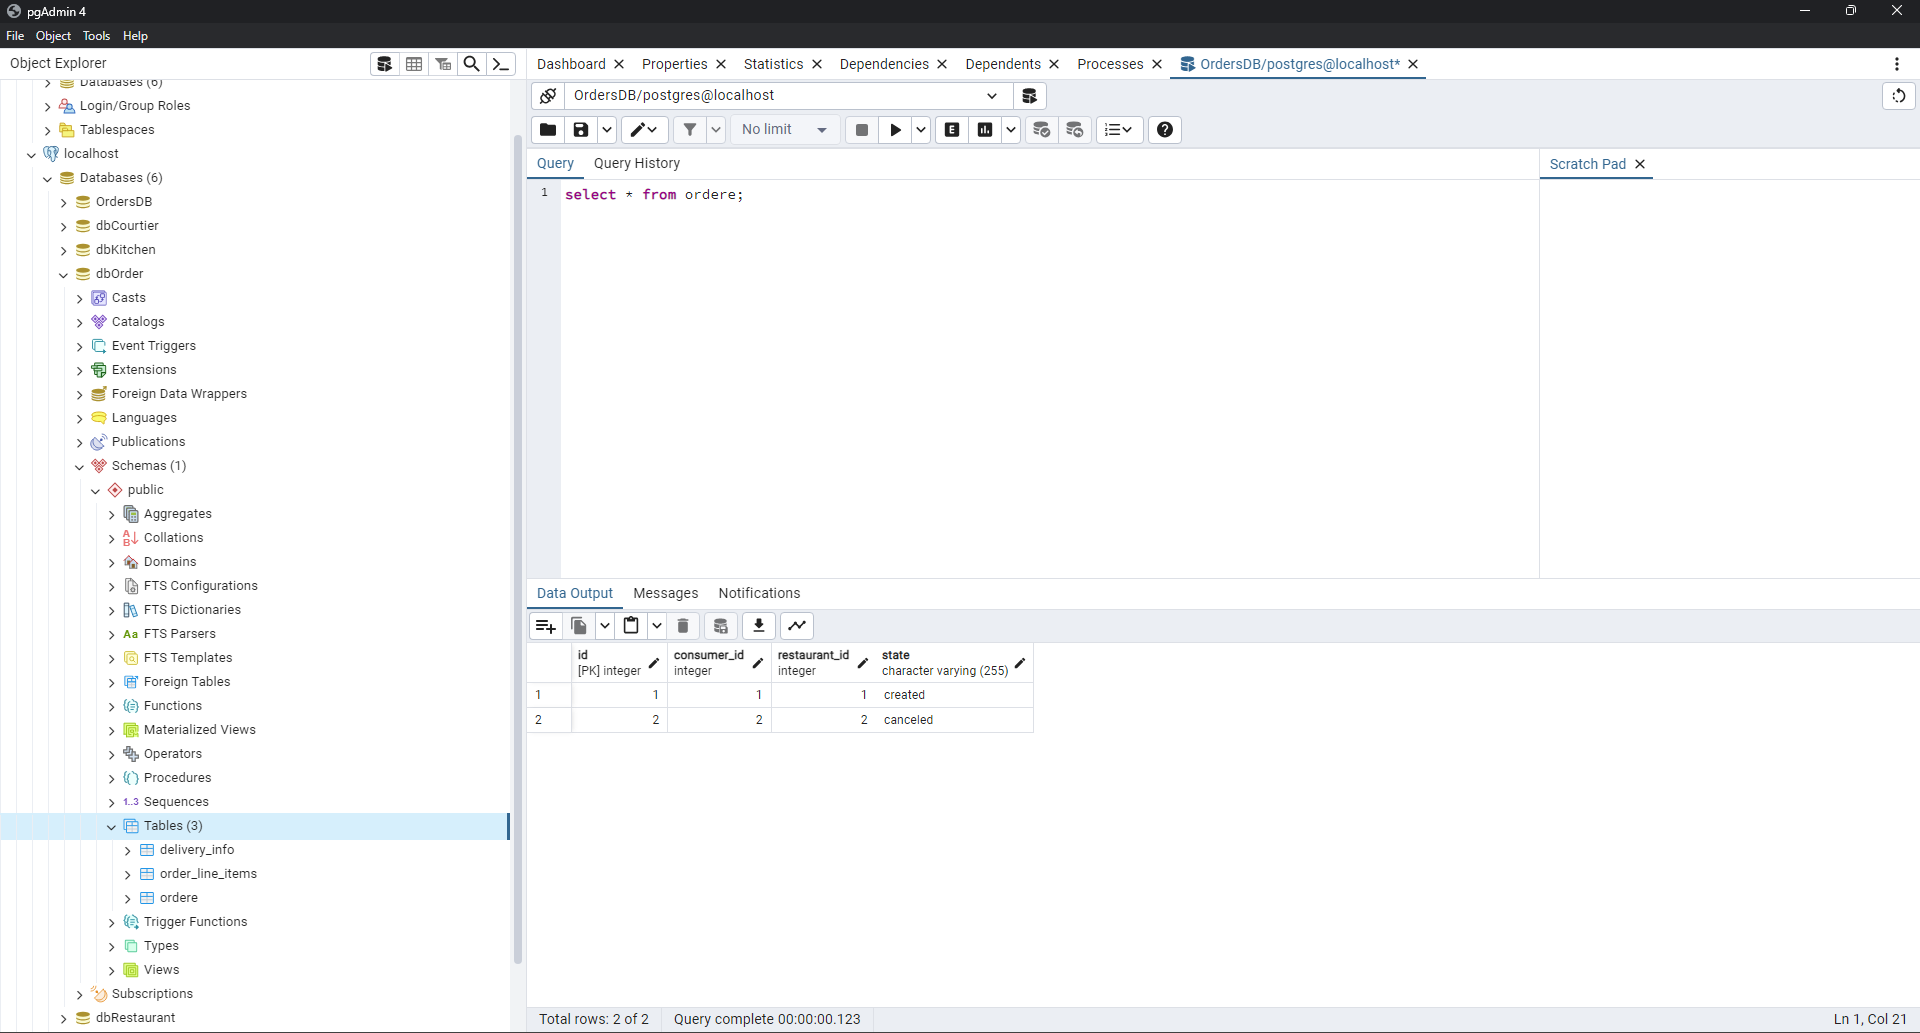 pgAdmin 4
File Object Tools Help
Object Explorer
Databases (6)
Login/Group Roles
Tablespaces
localhost
Databases (6)
OrdersDB
dbCourtier
dbKitchen
dbOrder
Casts
Catalogs
Event Triggers
Extensions
Foreign Data Wrappers
Languages
Publications
Schemas (1)
public
Aggregates
Collations
Domains
FTS Configurations
FTS Dictionaries
Aa FTS Parsers
FTS Templates
Foreign Tables
Functions
Materialized Views
Operators
Procedures
1..3 Sequences
Tables (3)
delivery_info
order_line_items
ordere
Trigger Functions
Types
Views
Subscriptions
dbRestaurant
Dashboard Properties Statistics Dependencies Dependents Processes OrdersDB/postgres@localhost*
OrdersDB/postgres@localhost
No limit E
Query Query History
Scratch Pad
1 select * from ordere;
Data Output Messages Notifications
id consumer_id restaurant_id state
[PK] integer integer integer character varying (255)
1 1 1 1 created
2 2 2 2 canceled
Total rows: 2 of 2 Query complete 00:00:00.123 Ln 1, Col 21